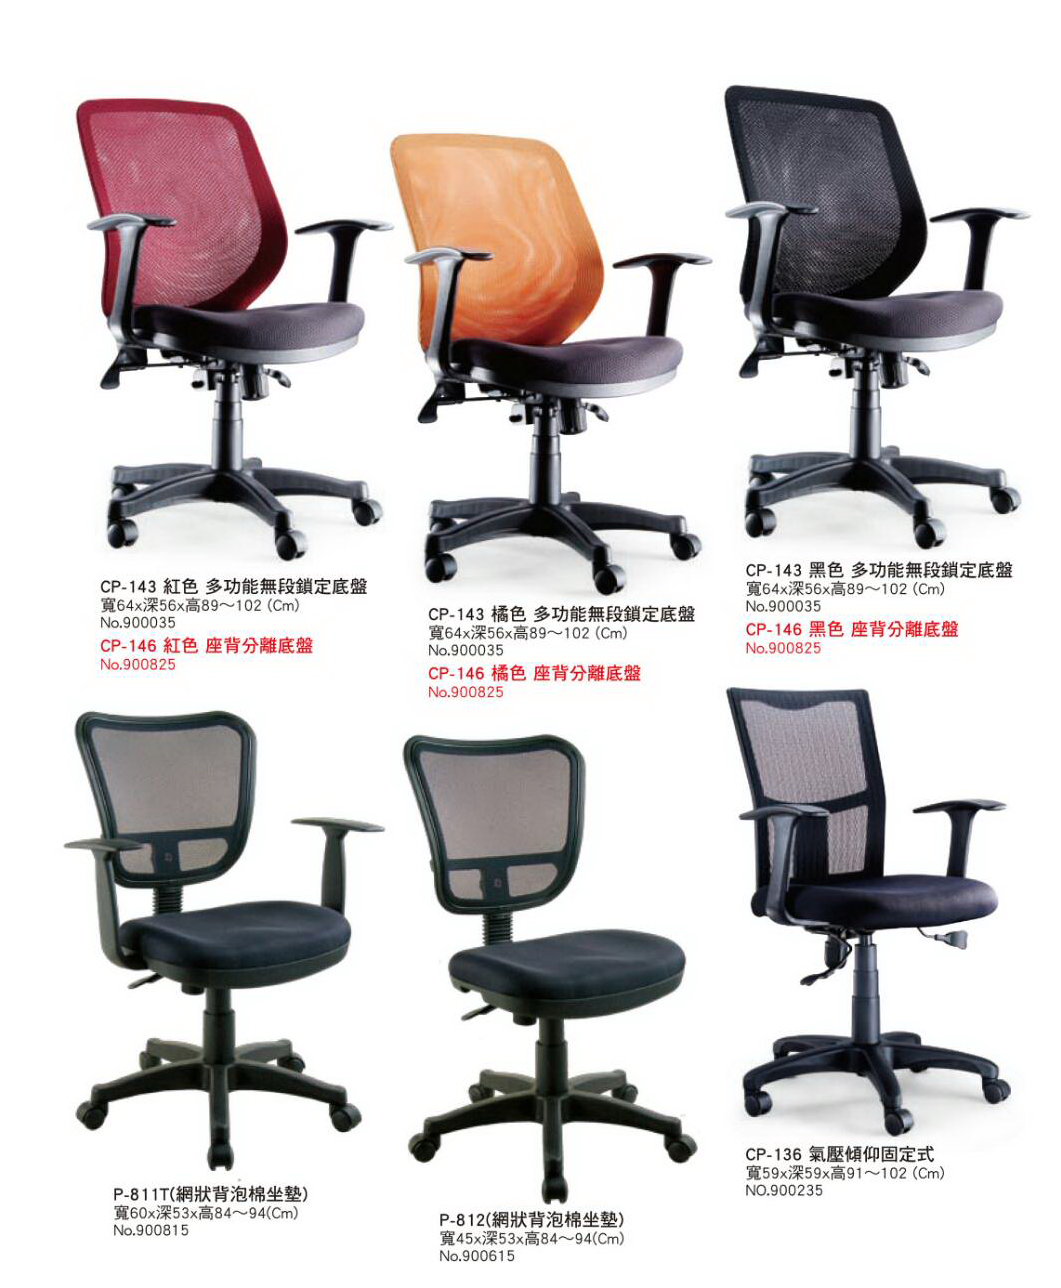 CP-143 紅色 多功能無段鎖定底盤
寬64x深56x高89～102 (Cm)
No.900035
CP-146 紅色 座背分離底盤
No.900825
CP-143 橘色 多功能無段鎖定底盤
寬64x深56x高89～102 (Cm)
No.900035
CP-146 橘色 座背分離底盤
No.900825
CP-143 黑色 多功能無段鎖定底盤
寬64x深56x高89～102 (Cm)
No.900035
CP-146 黑色 座背分離底盤
No.900825
P-811T(網狀背泡棉坐墊)
寬60x深53x高84～94(Cm)
No.900815
P-812(網狀背泡棉坐墊)
寬45x深53x高84～94(Cm)
No.900615
CP-136 氣壓傾仰固定式
寬59x深59x高91～102 (Cm)
NO.900235